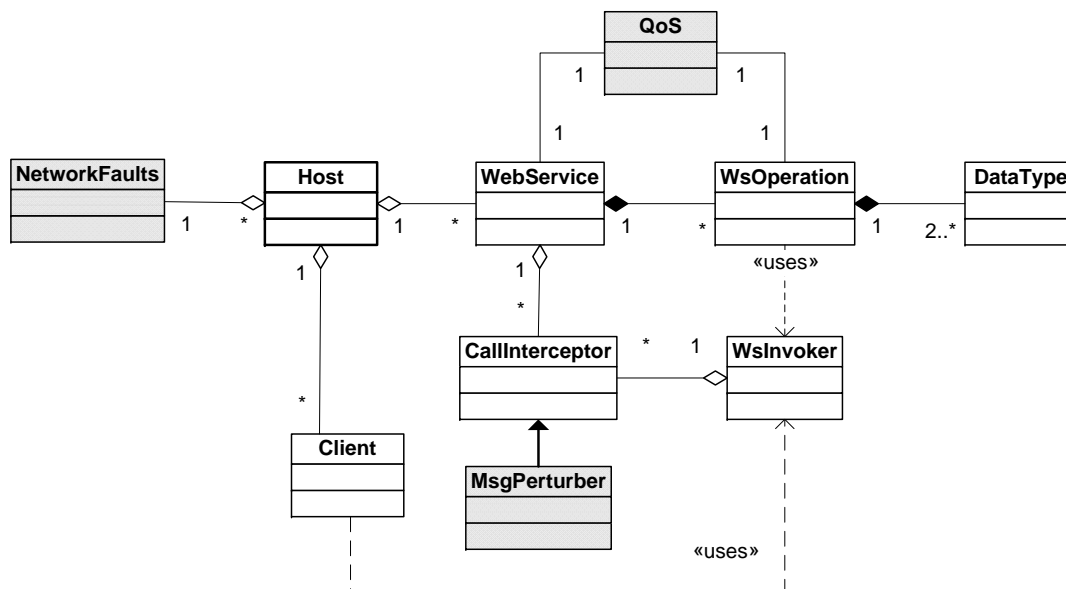 QoS
1
1
1
1
NetworkFaults
Host
WebService
WsOperation
DataType
1
*
1
*
1
*
1
2..*
1
1
«uses»
*
CallInterceptor
*
1
WsInvoker
*
Client
MsgPerturber
«uses»